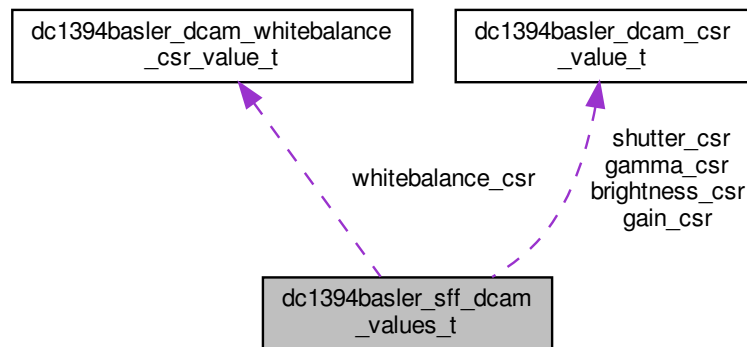 dc1394basler_dcam_whitebalance
_csr_value_t
dc1394basler_dcam_csr
_value_t
whitebalance_csr
shutter_csr
gamma_csr
brightness_csr
gain_csr
dc1394basler_sff_dcam
_values_t